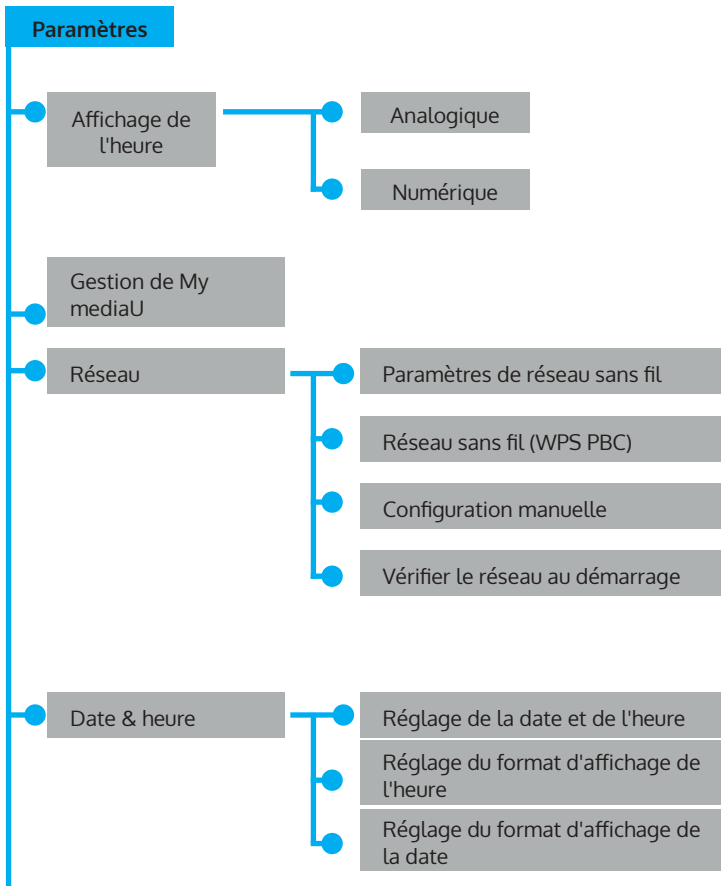 Paramètres
Affichage de
l'heure
Analogique
Numérique
Gestion de My
mediaU
Réseau
Paramètres de réseau sans fil
Réseau sans fil (WPS PBC)
Configuration manuelle
Vérifier le réseau au démarrage
Date & heure
Réglage de la date et de l'heure
Réglage du format d'affichage de
l'heure
Réglage du format d'affichage de
la date